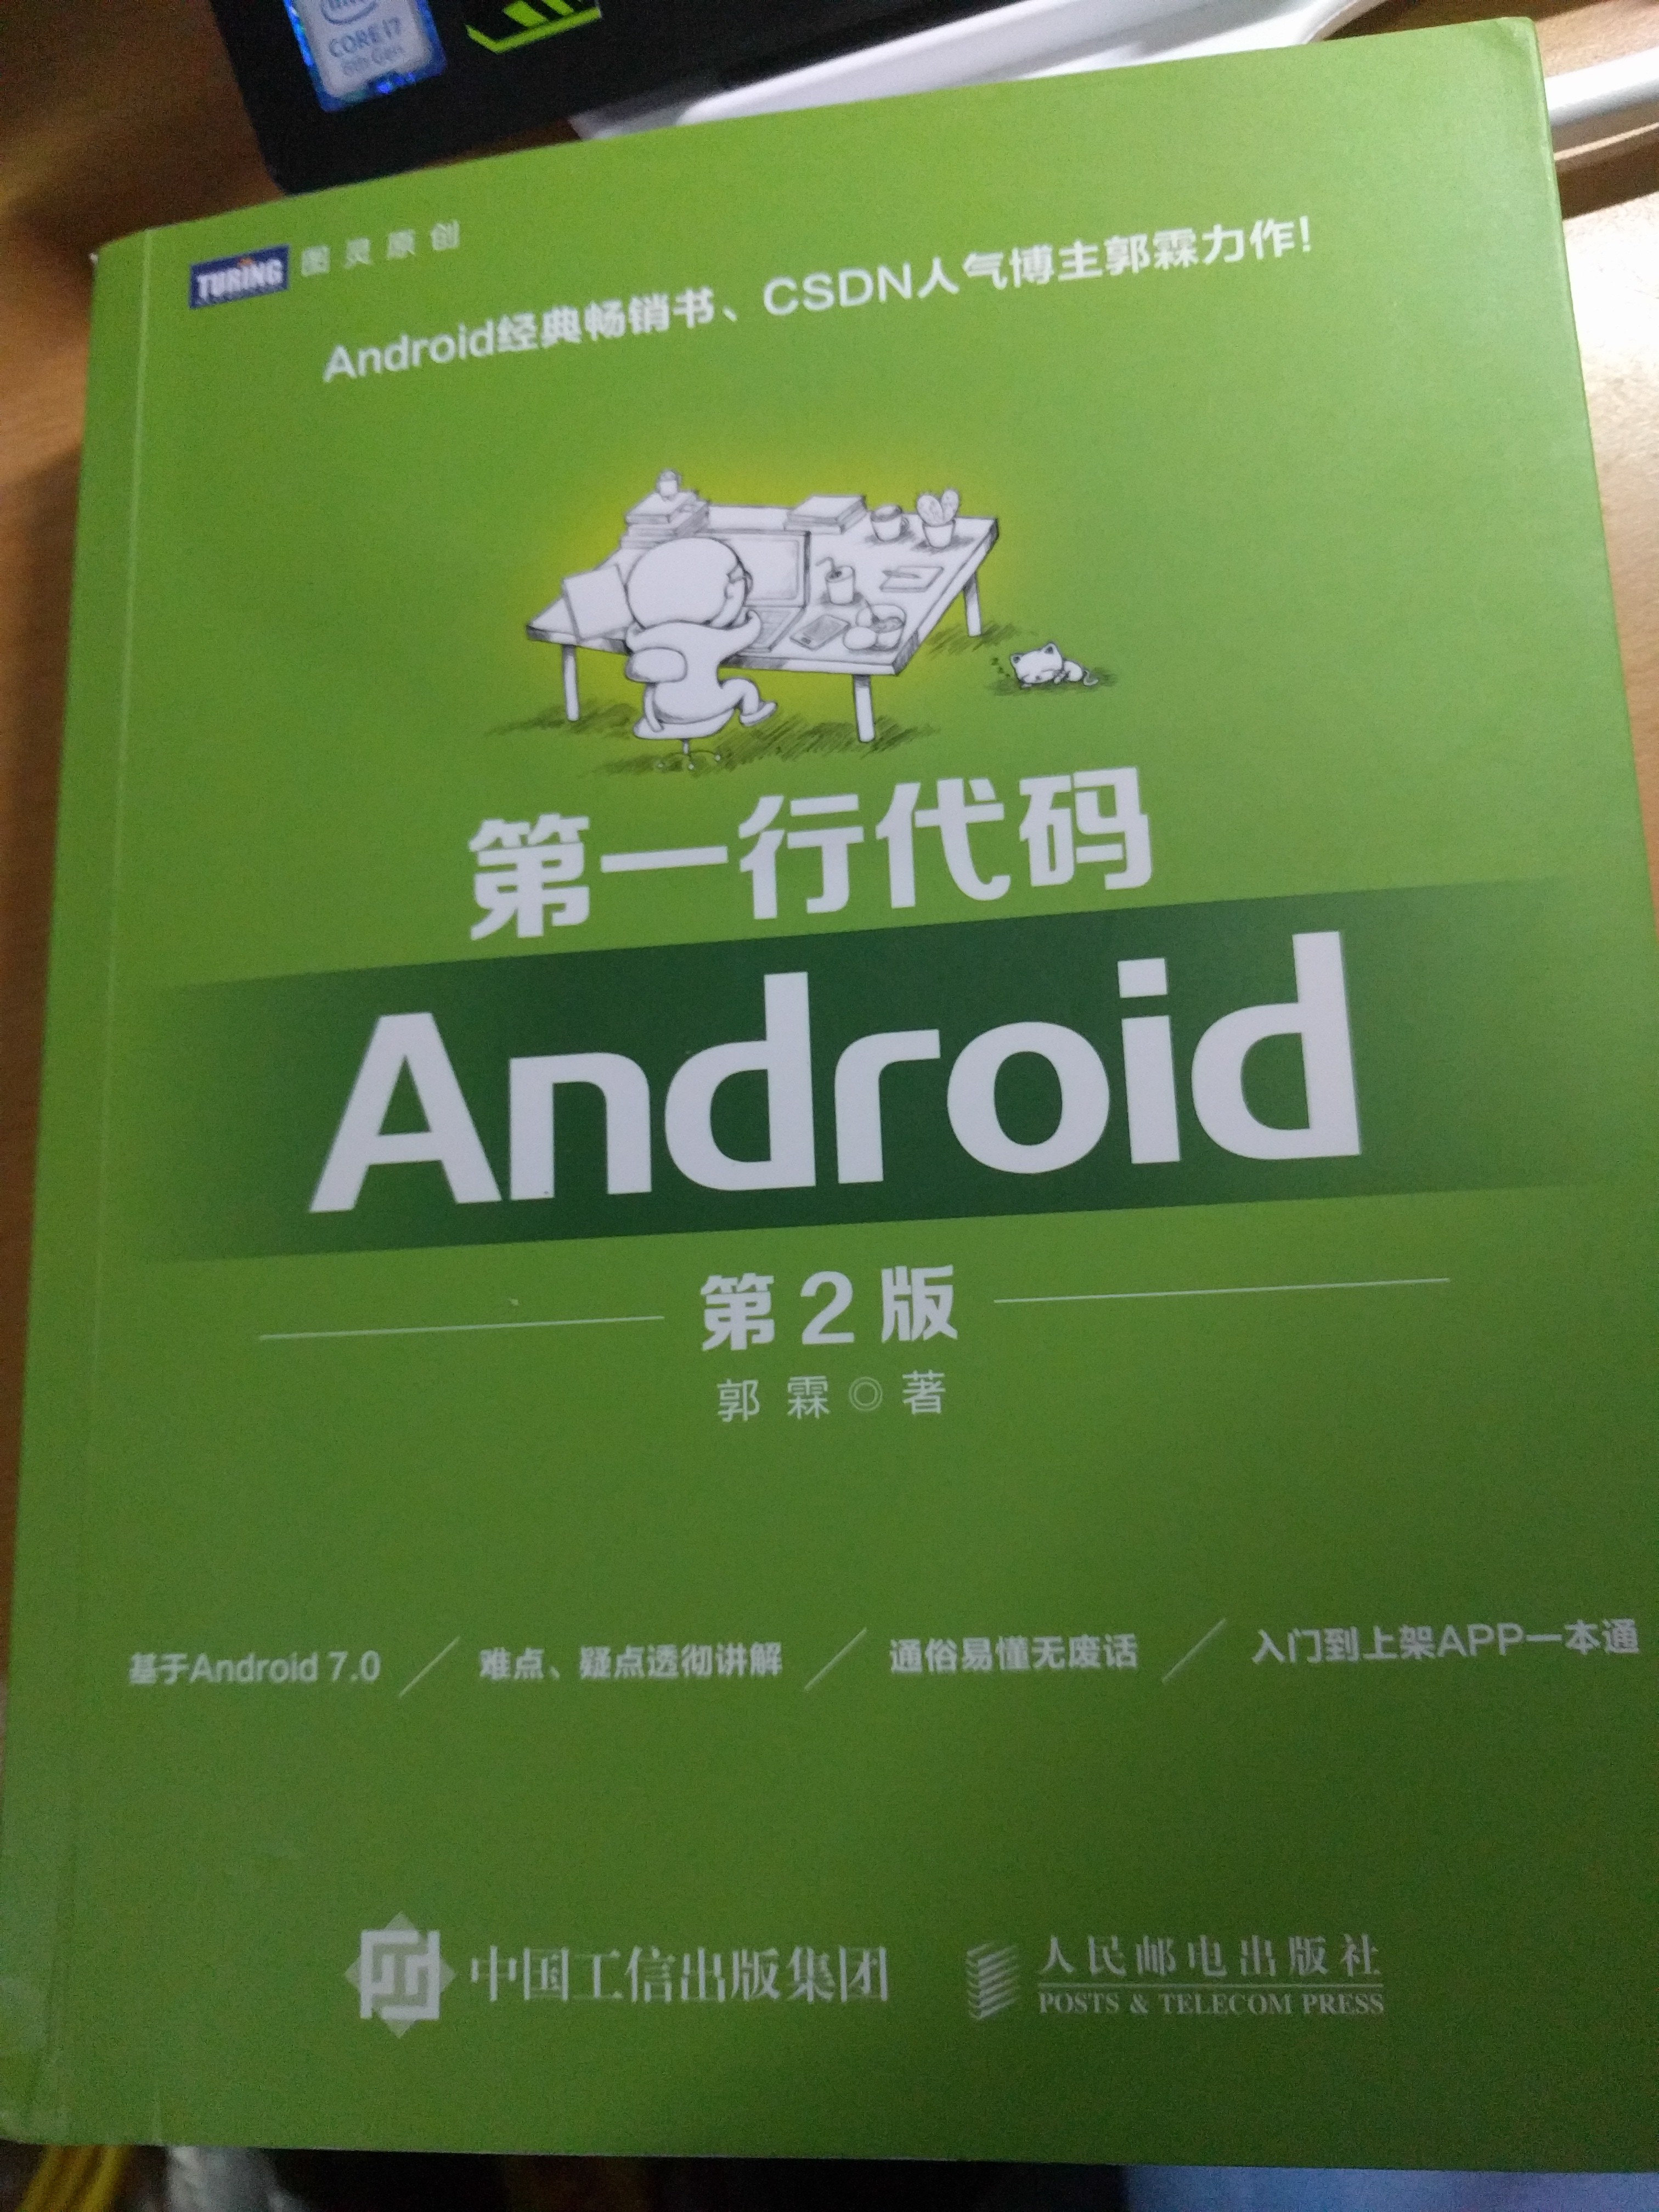 CORE i7
8th Gen
TURING 图灵原创
Android经典畅销书、CSDN人气博主郭霖力作!
第一行代码
Android
第2版
郭霖◎著
基于Android 7.0 / 难点、疑点透彻讲解 / 通俗易懂无废话 / 入门到上架APP一本通
中国工信出版集团 人民邮电出版社
POSTS & TELECOM PRESS